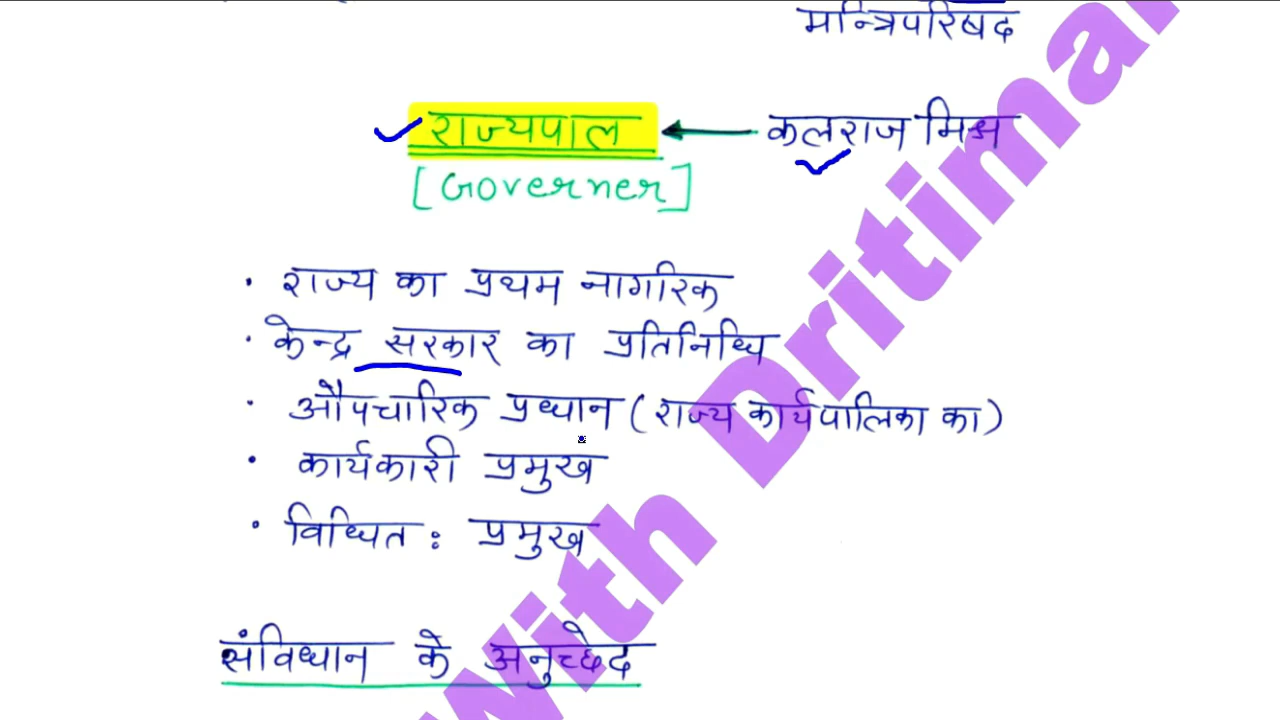 मन्त्रिपरिषद
राज्यपाल
कलराज मिश्र
[Governer]
• राज्य का प्रथम नागरिक
• केन्द्र सरकार का प्रतिनिधि
• औपचारिक प्रधान (राज्य कार्यपालिका का)
• कार्यकारी प्रमुख
• विधित: प्रमुख
संविधान के अनुच्छेद
With Dritiman